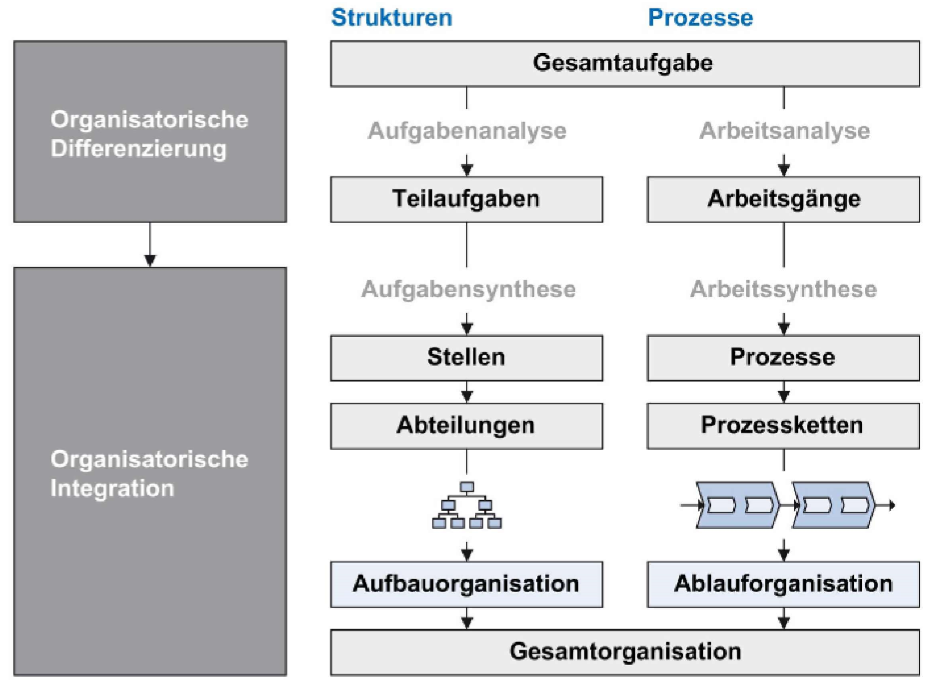 Strukturen
Prozesse
Gesamtaufgabe
Organisatorische
Differenzierung
Aufgabenanalyse
Arbeitsanalyse
Teilaufgaben
Arbeitsgänge
Aufgabensynthese
Arbeitssynthese
Stellen
Prozesse
Abteilungen
Prozessketten
Organisatorische
Integration
Aufbauorganisation
Ablauforganisation
Gesamtorganisation